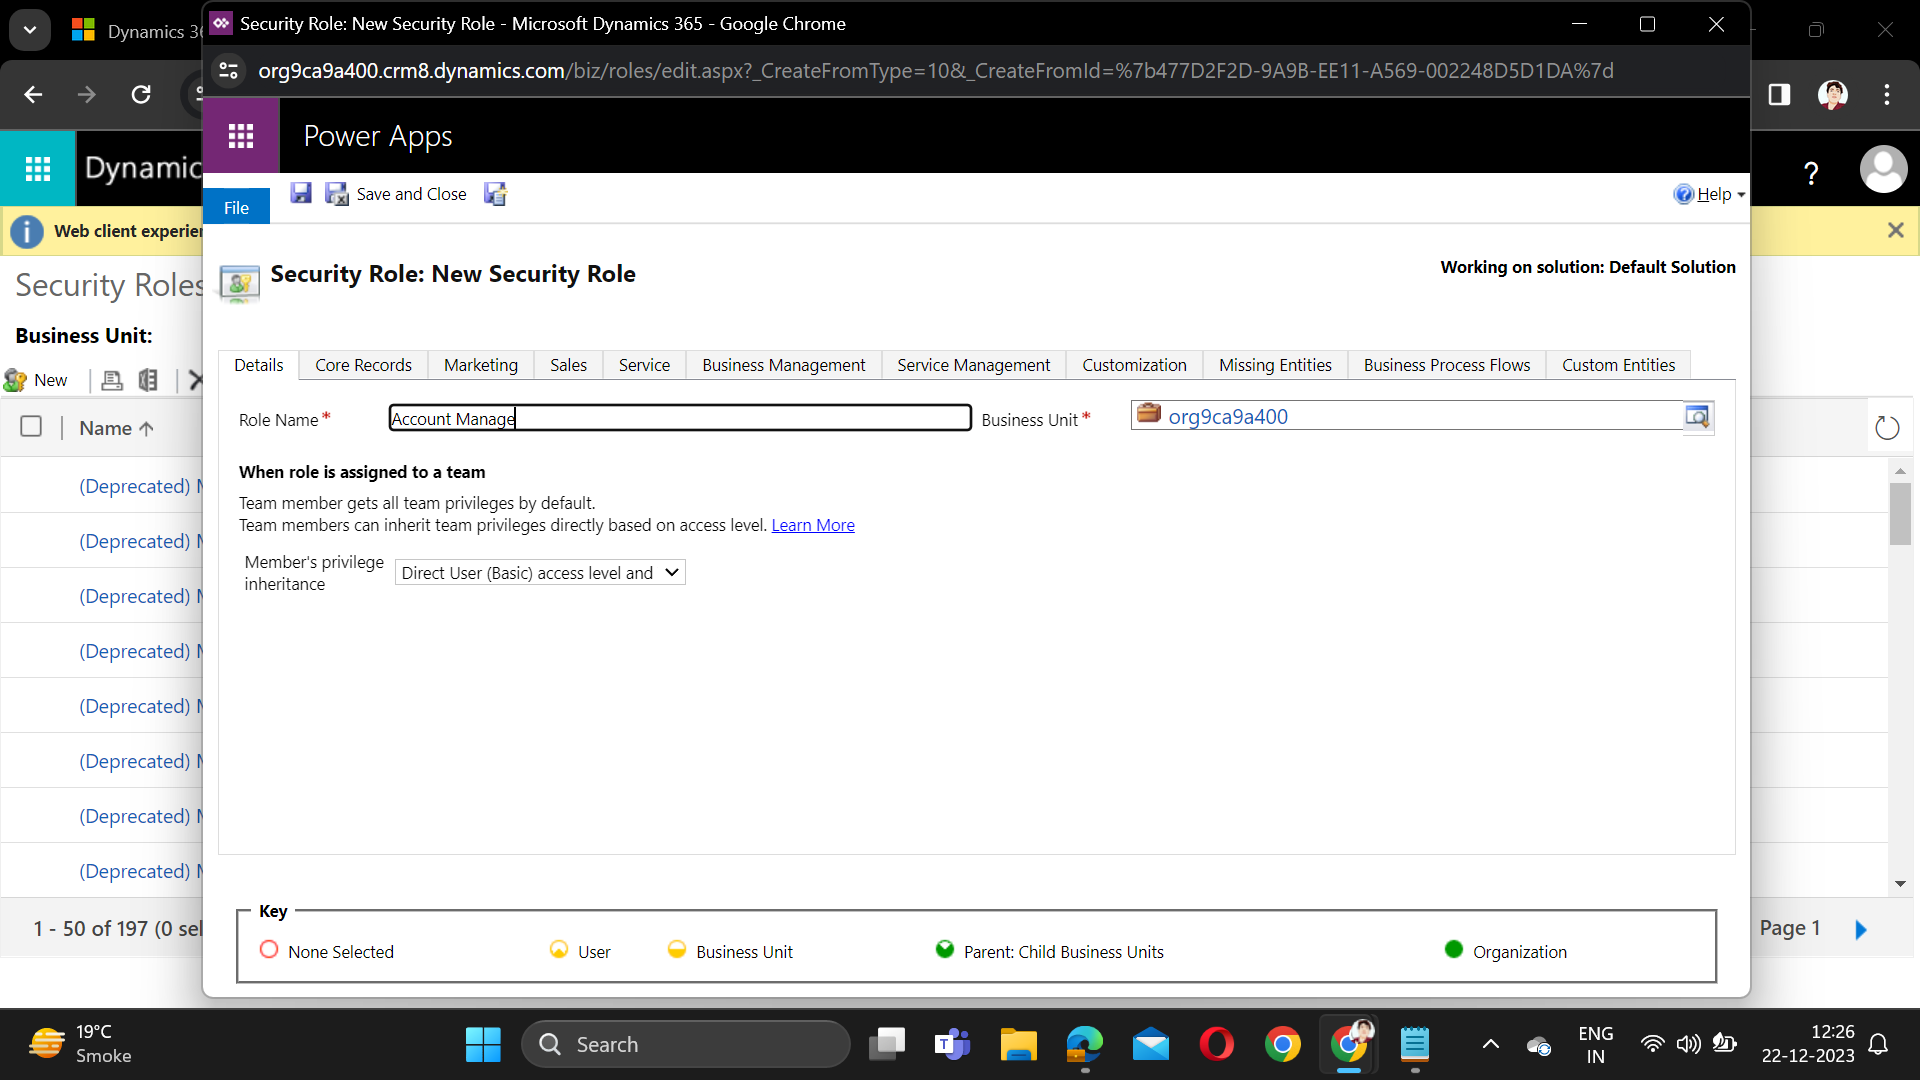 Security Role: New Security Role - Microsoft Dynamics 365 - Google Chrome
Dynamics 36
org9ca9a400.crm8.dynamics.com/biz/roles/edit.aspx?_CreateFromType=10&_CreateFromId=%7b477D2F2D-9A9B-EE11-A569-002248D5D1DA%7d
Power Apps
Dynamic
?
File
Save and Close
Help
Web client experier
Security Role: New Security Role
Working on solution: Default Solution
Security Roles
Business Unit:
New
Name
Details
Core Records
Marketing
Sales
Service
Business Management
Service Management
Customization
Missing Entities
Business Process Flows
Custom Entities
Role Name *
Account Manage
Business Unit *
org9ca9a400
When role is assigned to a team
Team member gets all team privileges by default.
Team members can inherit team privileges directly based on access level. Learn More
Member's privilege
inheritance
Direct User (Basic) access level and
(Deprecated)
(Deprecated)
(Deprecated)
(Deprecated)
(Deprecated)
(Deprecated)
(Deprecated)
(Deprecated)
1 - 50 of 197 (0 sel
Page 1
Key
None Selected
User
Business Unit
Parent: Child Business Units
Organization
19°C
Smoke
Search
ENG
IN
12:26
22-12-2023